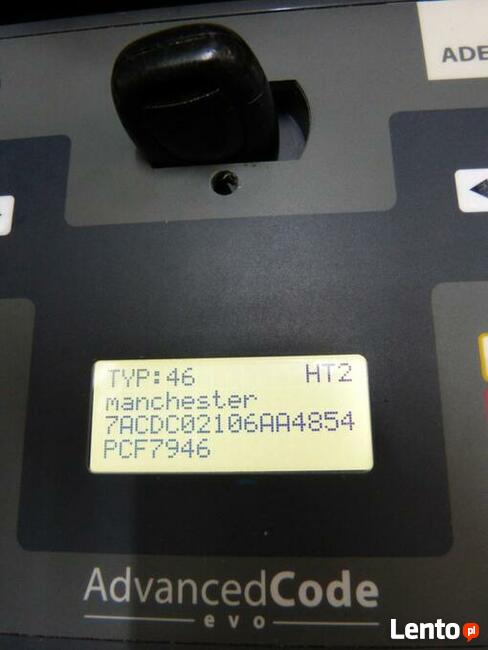 ADE
TYP:46 HT2
manchester
7ACDC02106AA4854
PCF7946
AdvancedCode
evo
Lento pl